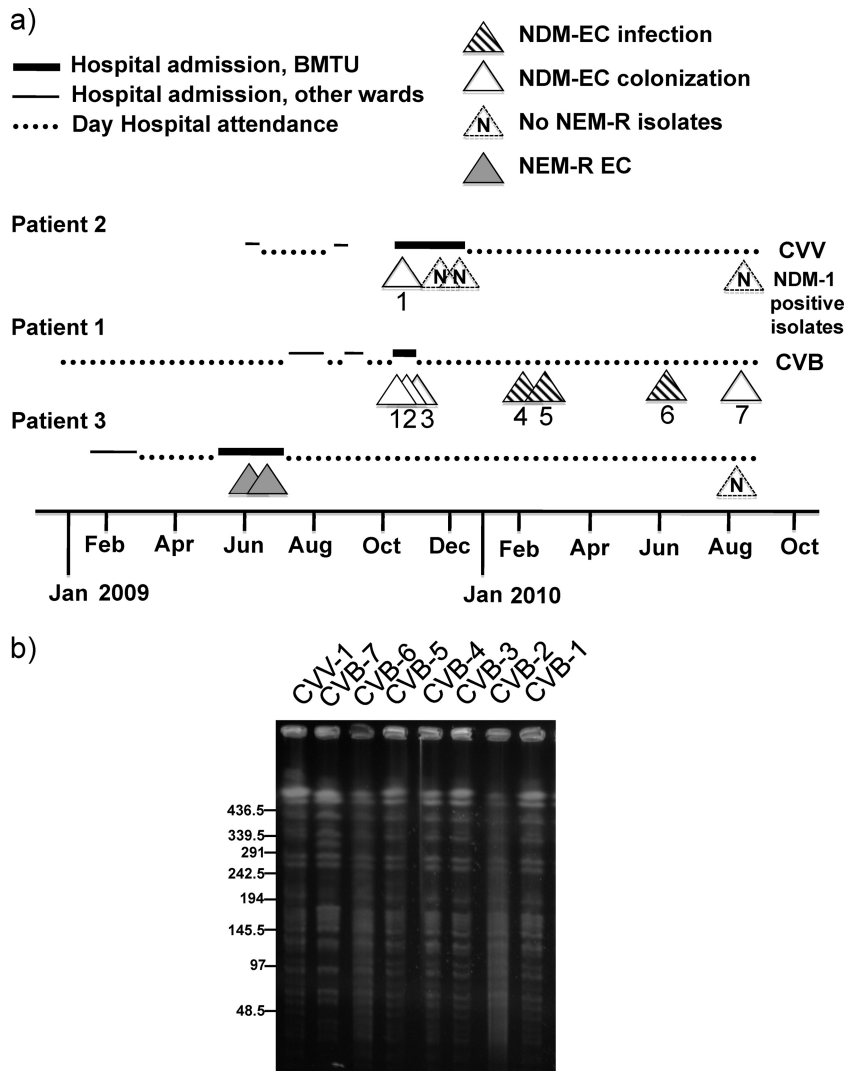 a)
Hospital admission, BMTU
Hospital admission, other wards
Day Hospital attendance
NDM-EC infection
NDM-EC colonization
N No NEM-R isolates
NEM-R EC
Patient 2
CVV
N N N
1
NDM-1
positive
isolates
Patient 1
CVB
1 2 3 4 5 6 7
Patient 3
N
Feb Apr Jun Aug Oct Dec Feb Apr Jun Aug Oct
Jan 2009 Jan 2010
b)
CVV-1 CVB-7 CVB-6 CVB-5 CVB-4 CVB-3 CVB-2 CVB-1
436.5
339.5
291
242.5
194
145.5
97
48.5